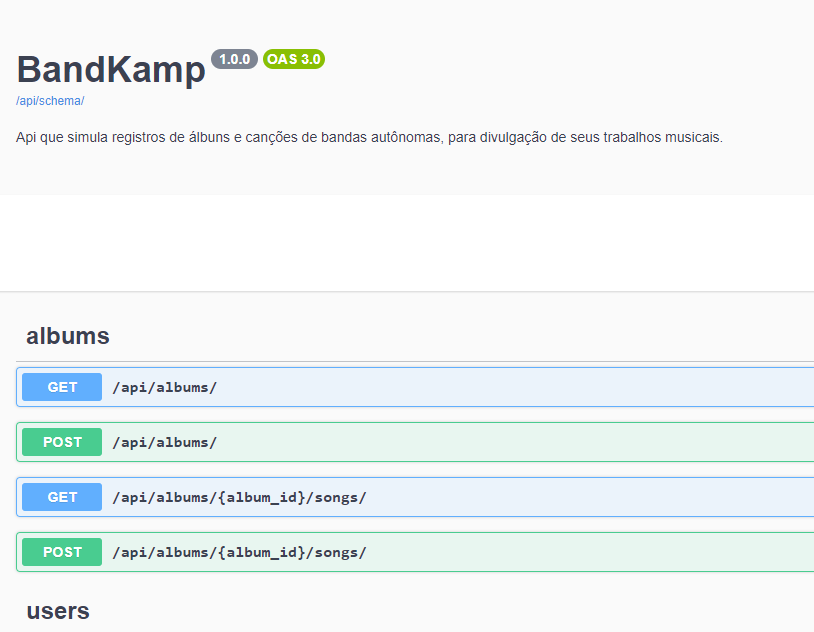 BandKamp 1.0.0 OAS 3.0
/api/schema/
Api que simula registros de álbuns e canções de bandas autônomas, para divulgação de seus trabalhos musicais.
albums
GET /api/albums/
POST /api/albums/
GET /api/albums/{album_id}/songs/
POST /api/albums/{album_id}/songs/
users